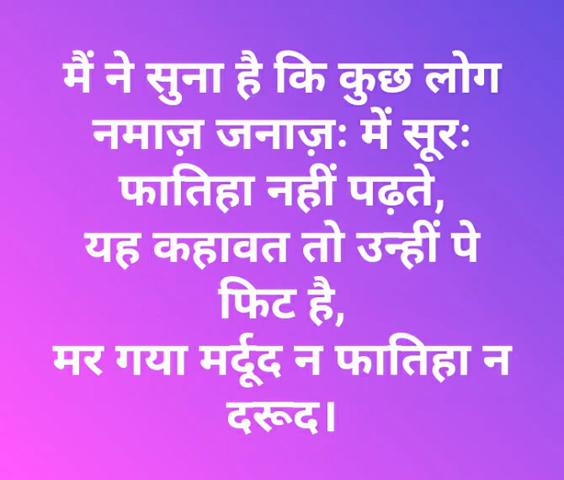 मैं ने सुना है कि कुछ लोग
नमाज़ जनाज़ः में सूरः
फातिहा नहीं पढ़ते,
यह कहावत तो उन्हीं पे
फिट है,
मर गया मर्दूद न फातिहा न
दरूद।